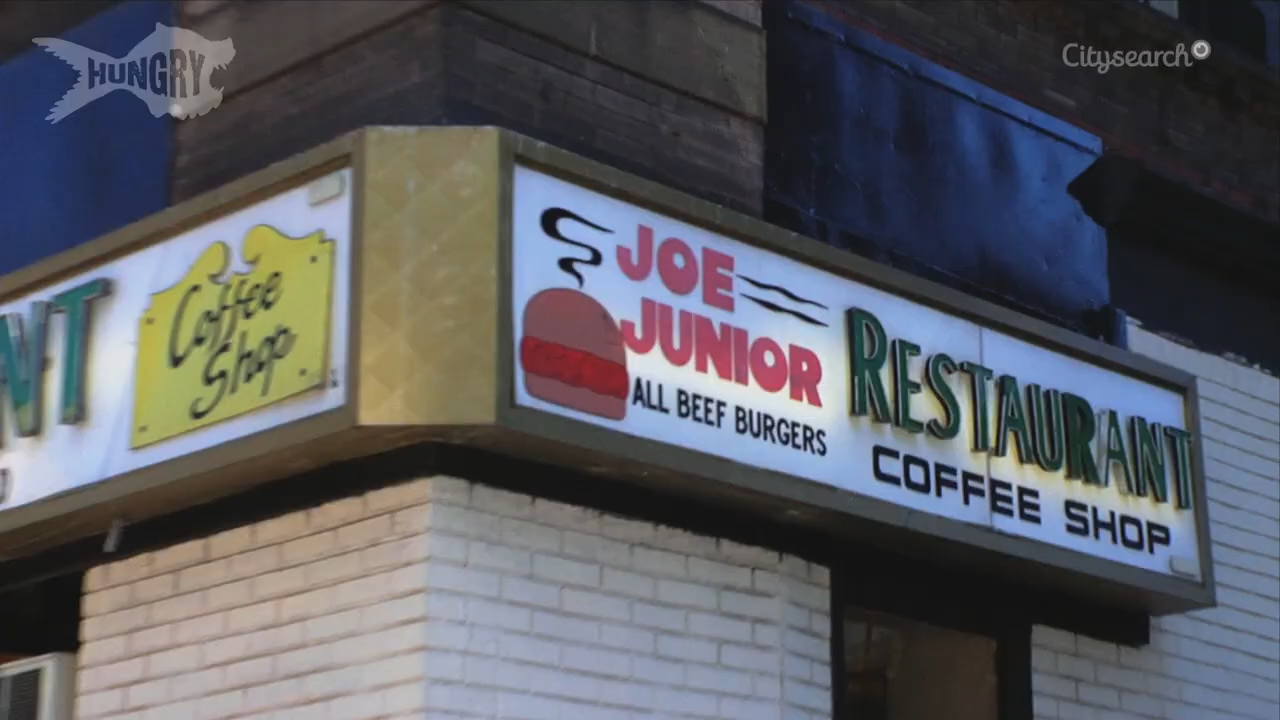 HUNGRY
Citysearch
NT
Coffee
Shop
JOE
JUNIOR
ALL BEEF BURGERS
RESTAURANT
COFFEE SHOP